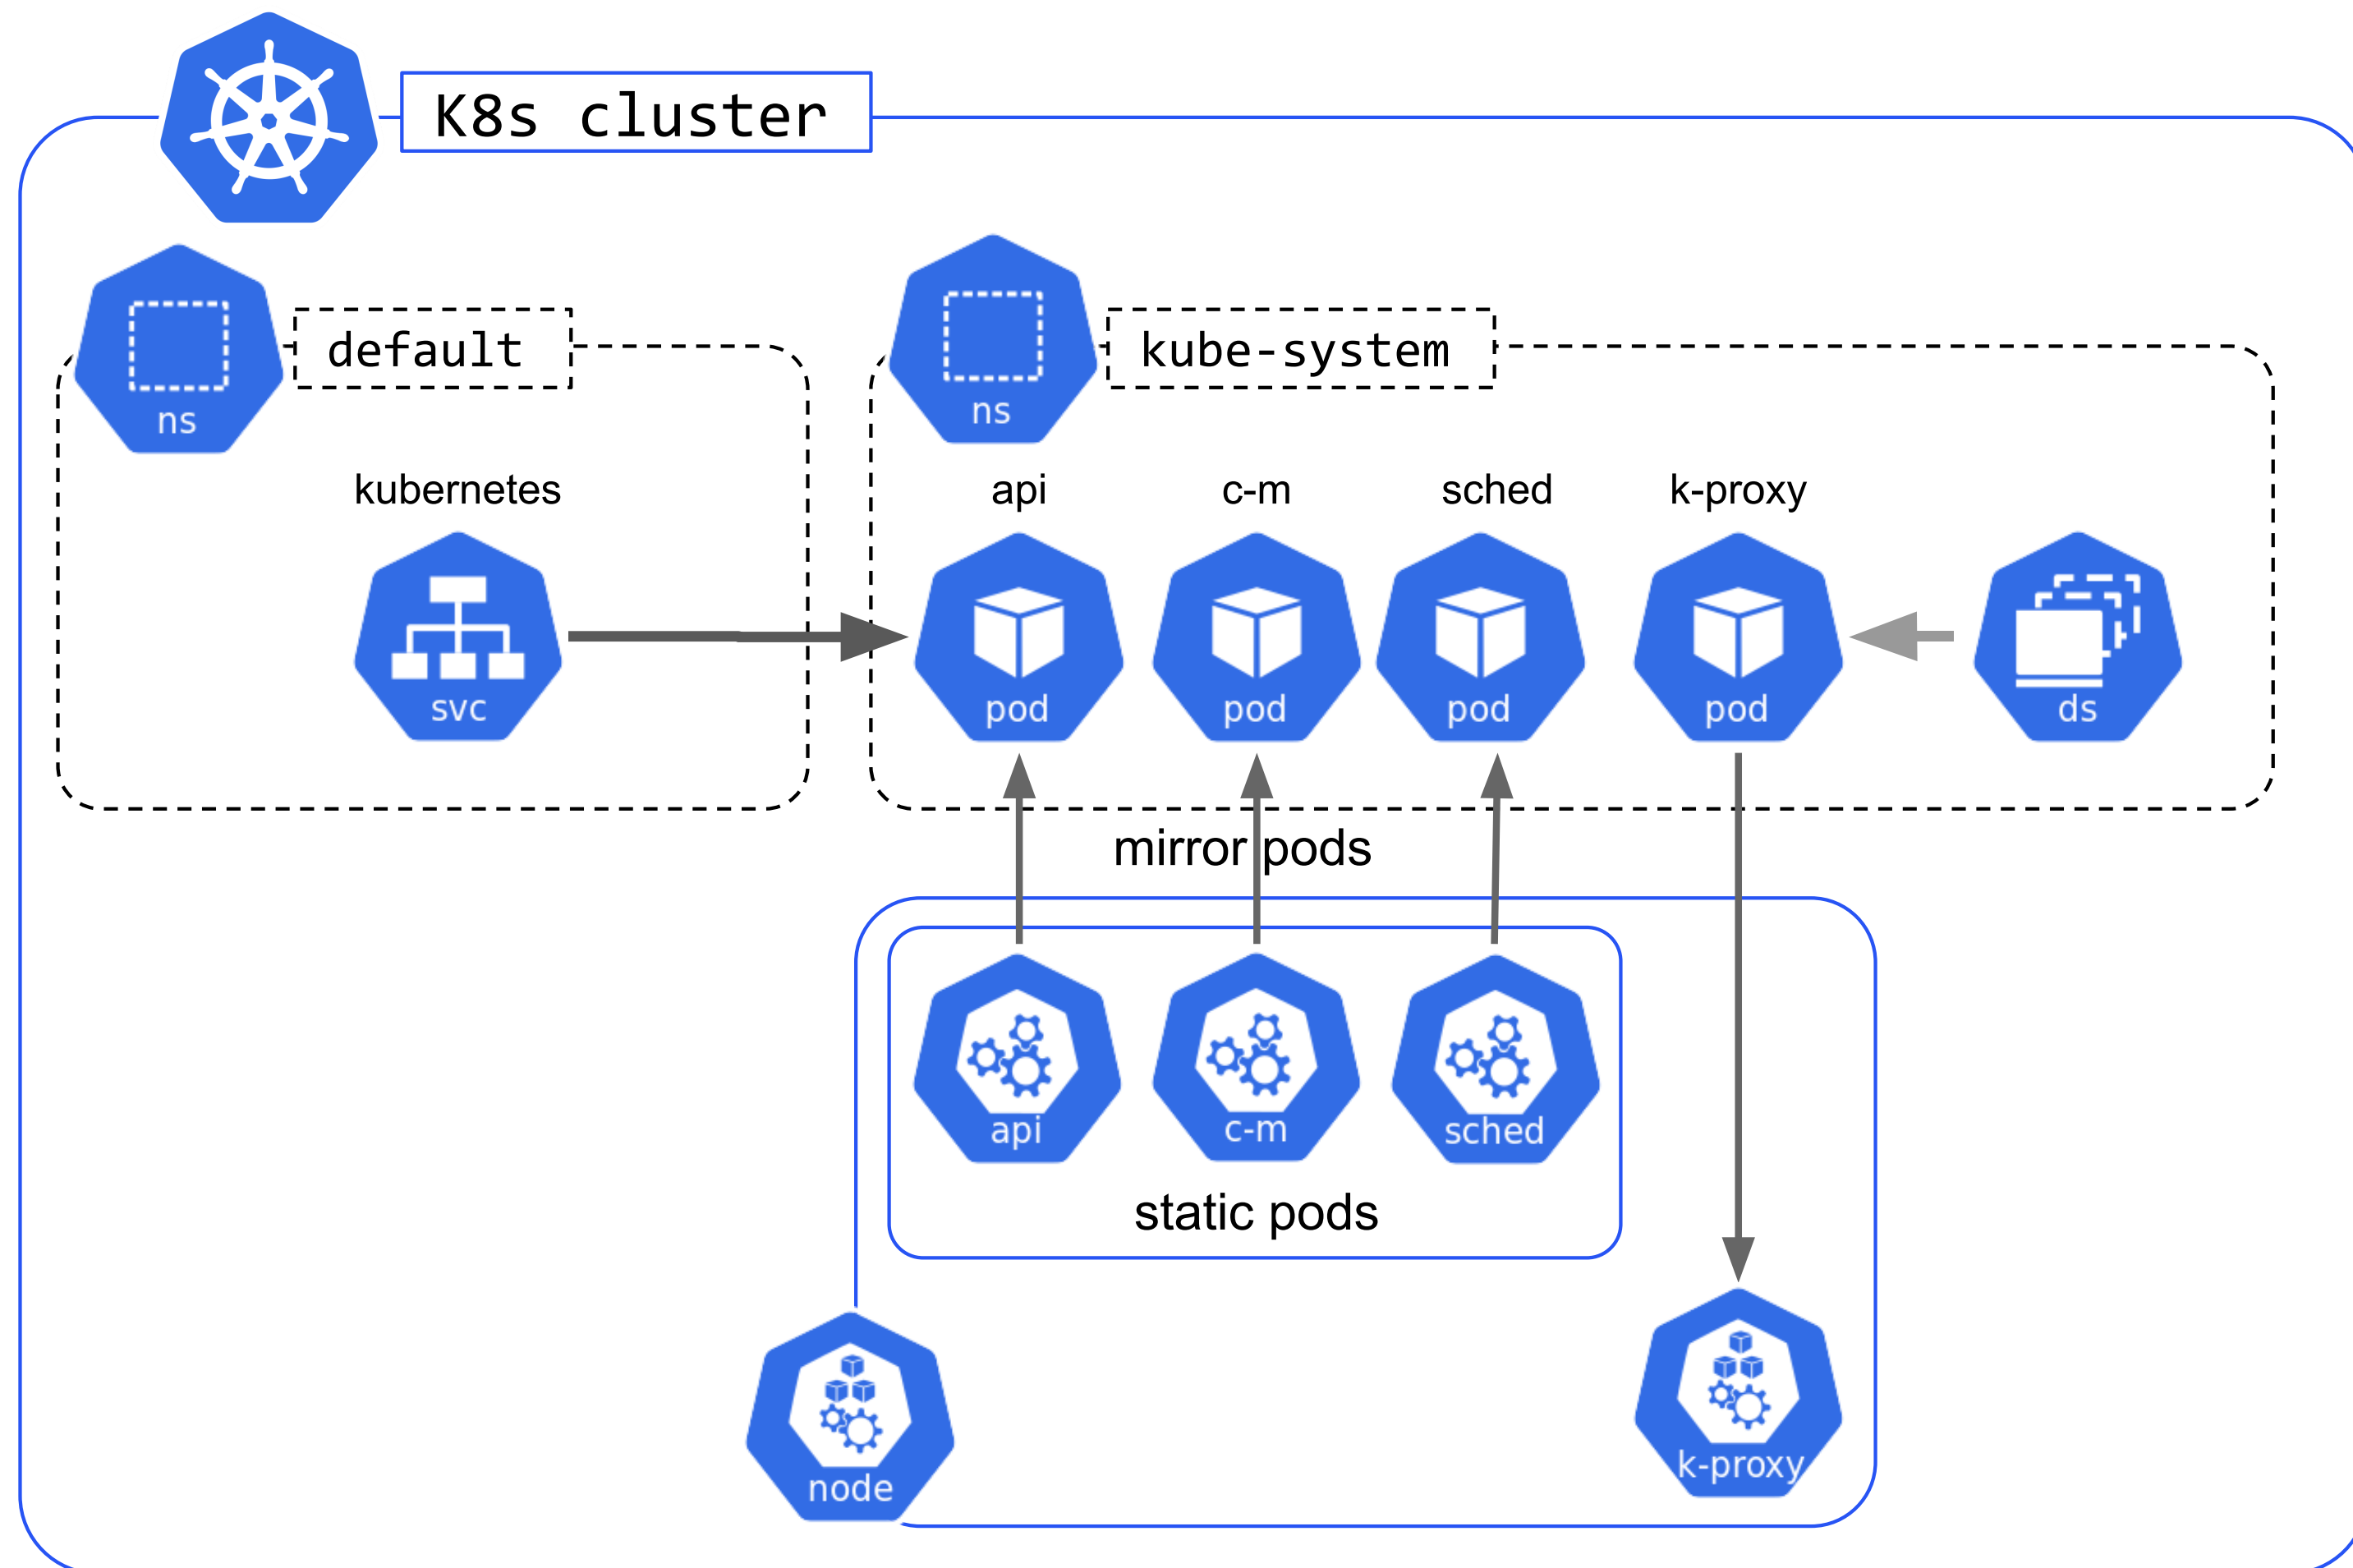 K8s cluster
default
kube-system
ns
ns
kubernetes
api
c-m
sched
k-proxy
svc
pod
pod
pod
pod
ds
mirror pods
api
c-m
sched
static pods
node
k-proxy